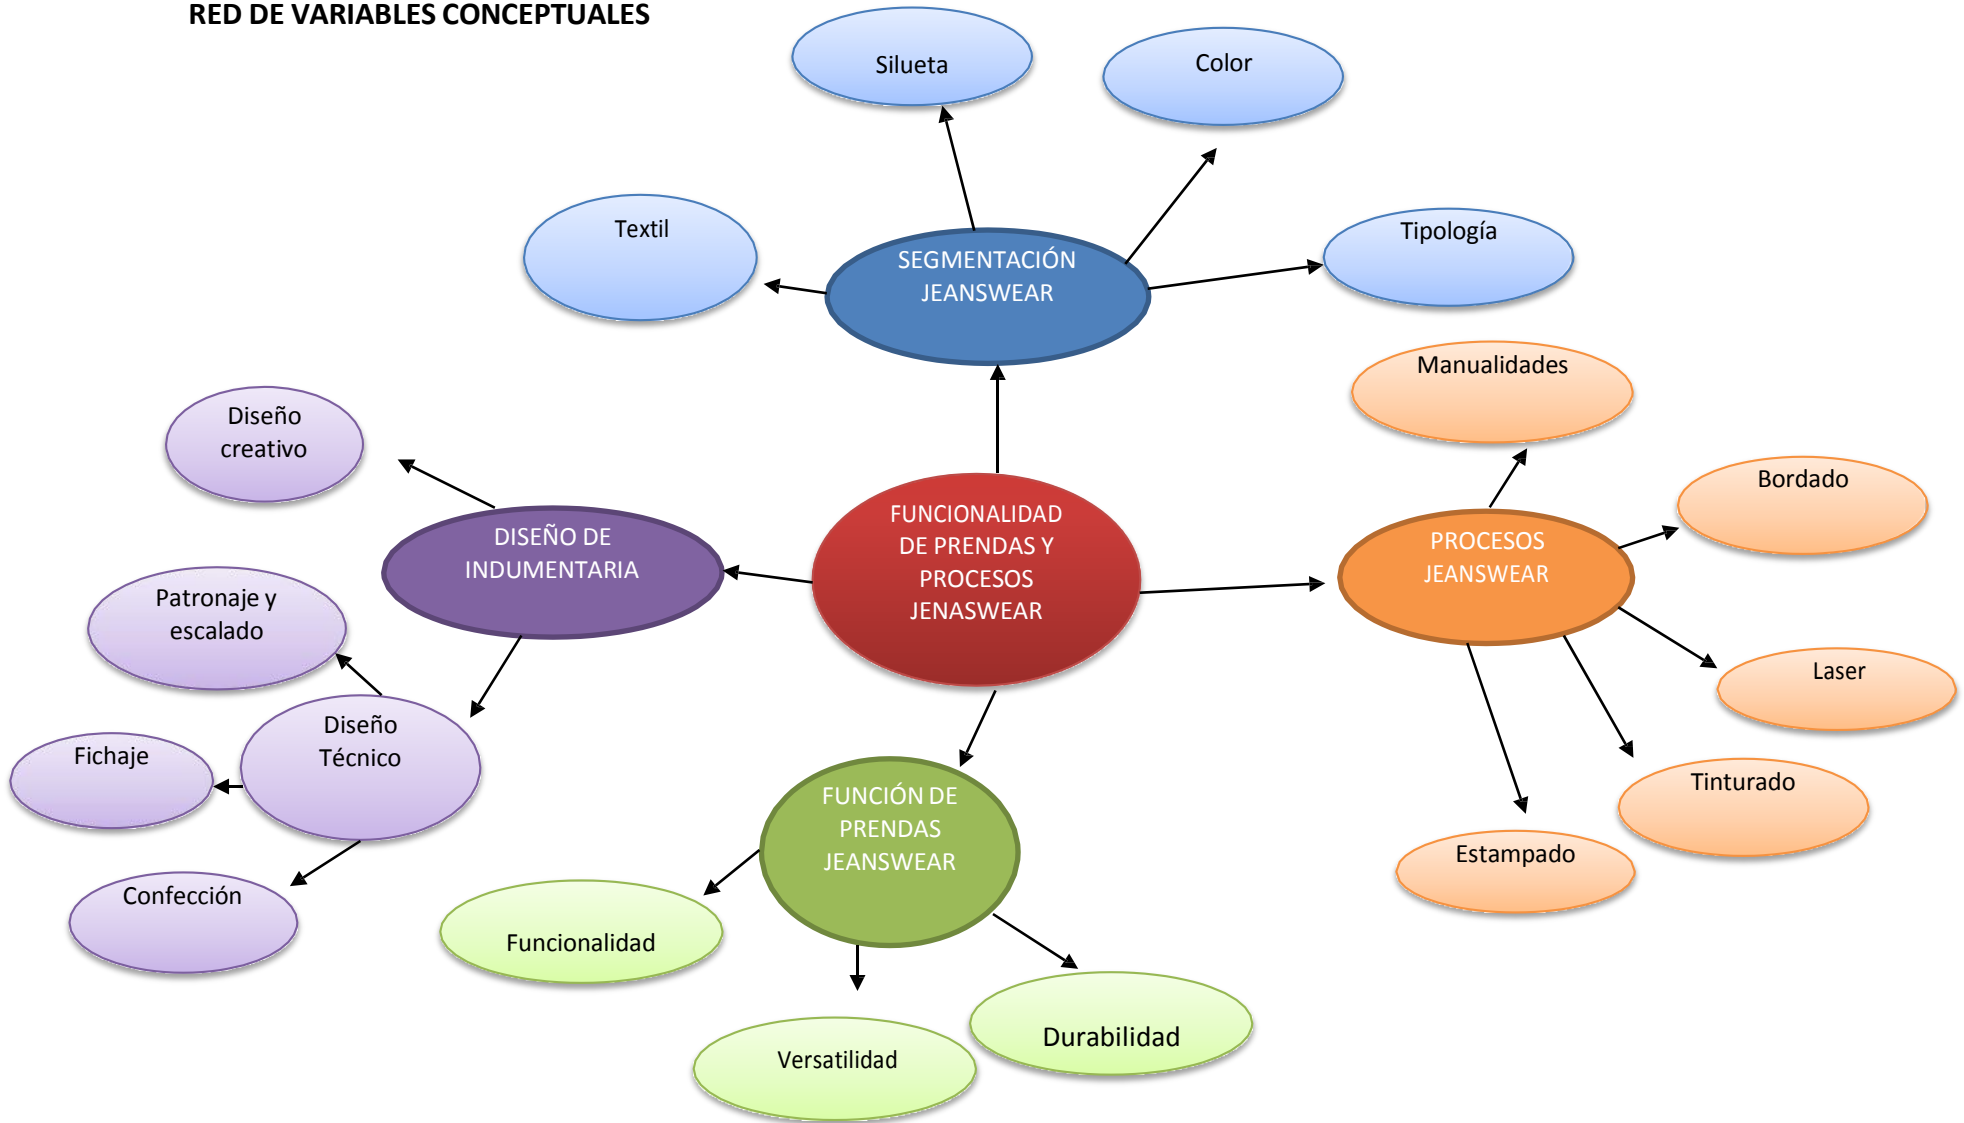 RED DE VARIABLES CONCEPTUALES
Silueta
Color
Textil
Tipología
SEGMENTACIÓN
JEANSWEAR
Manualidades
Diseño
creativo
Bordado
FUNCIONALIDAD
DE PRENDAS Y
PROCESOS
JENASWEAR
DISEÑO DE
INDUMENTARIA
PROCESOS
JEANSWEAR
Patronaje y
escalado
Laser
Diseño
Técnico
Fichaje
Tinturado
FUNCIÓN DE
PRENDAS
JEANSWEAR
Estampado
Confección
Funcionalidad
Durabilidad
Versatilidad